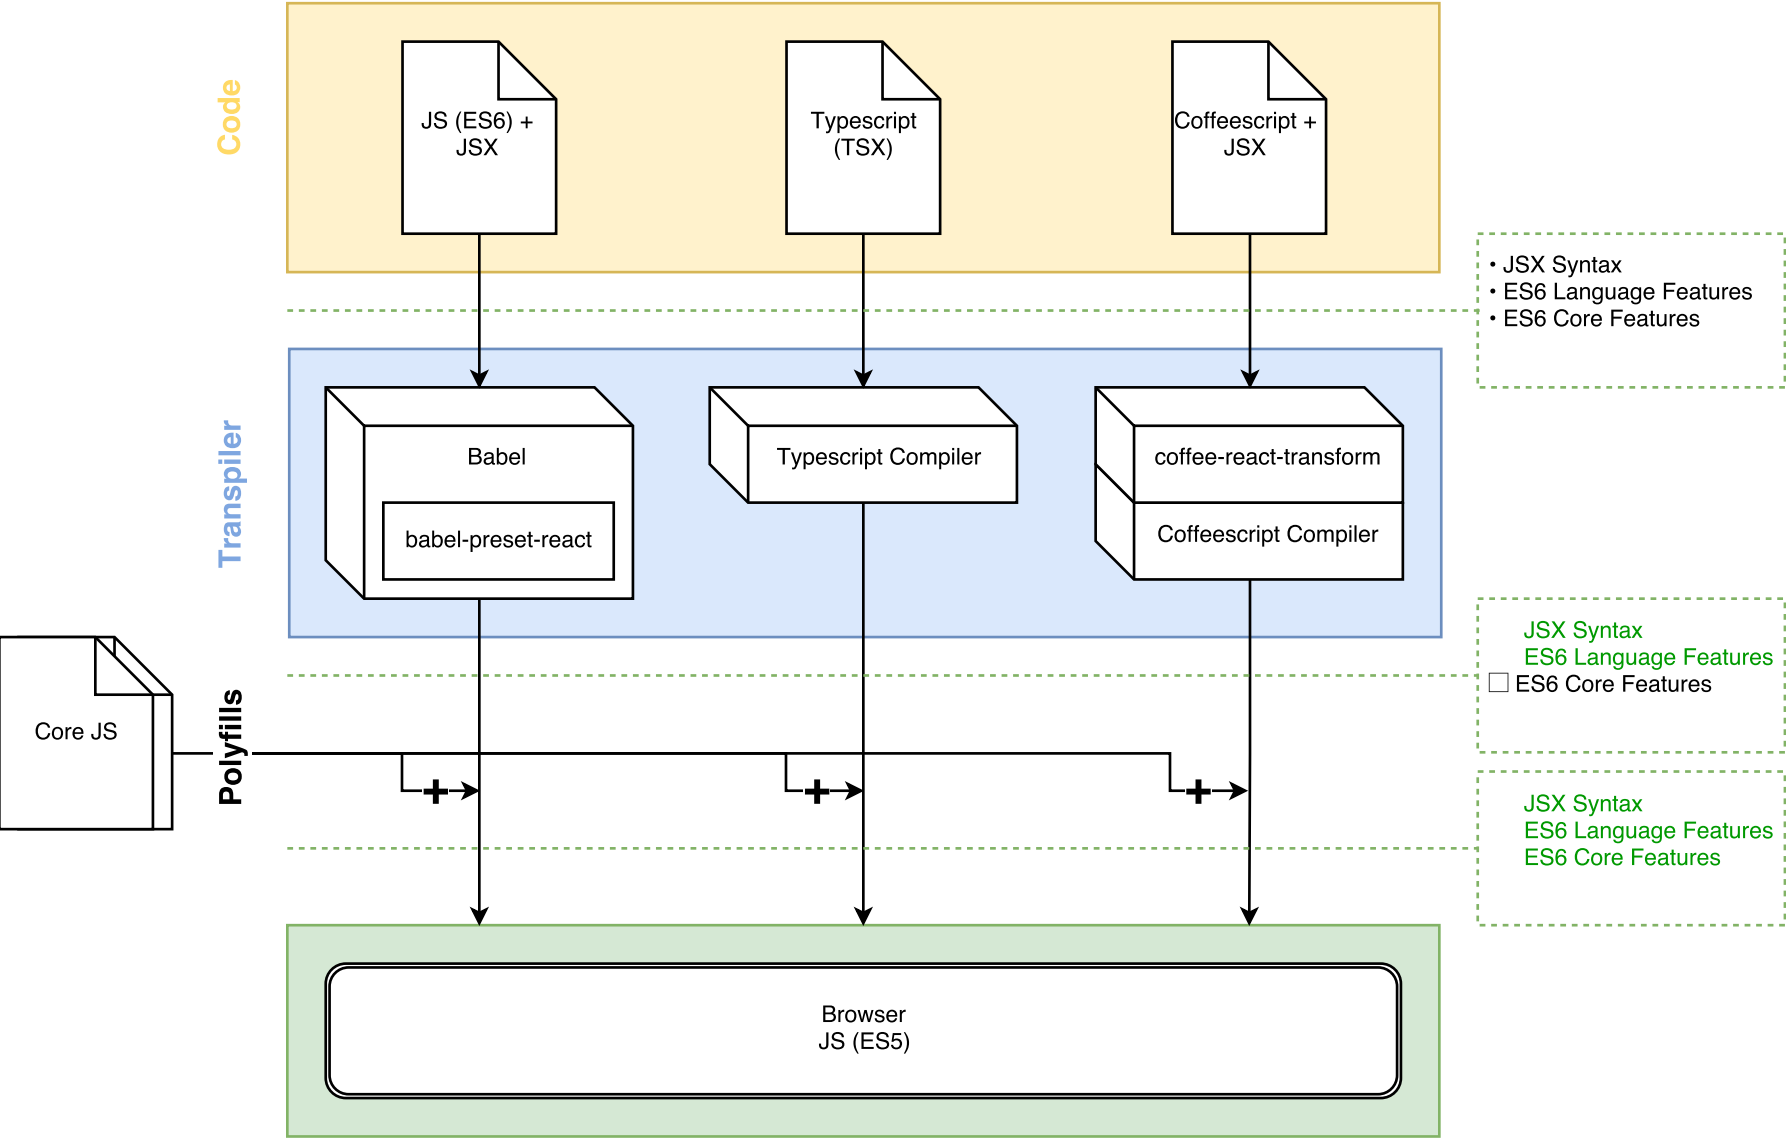 Code
JS (ES6) +
JSX
Typescript
(TSX)
Coffeescript +
JSX
• JSX Syntax
• ES6 Language Features
• ES6 Core Features
Transpiler
Babel
babel-preset-react
Typescript Compiler
coffee-react-transform
Coffeescript Compiler
JSX Syntax
ES6 Language Features
☐ ES6 Core Features
Core JS
Polyfills
+
+
+
JSX Syntax
ES6 Language Features
ES6 Core Features
Browser
JS (ES5)